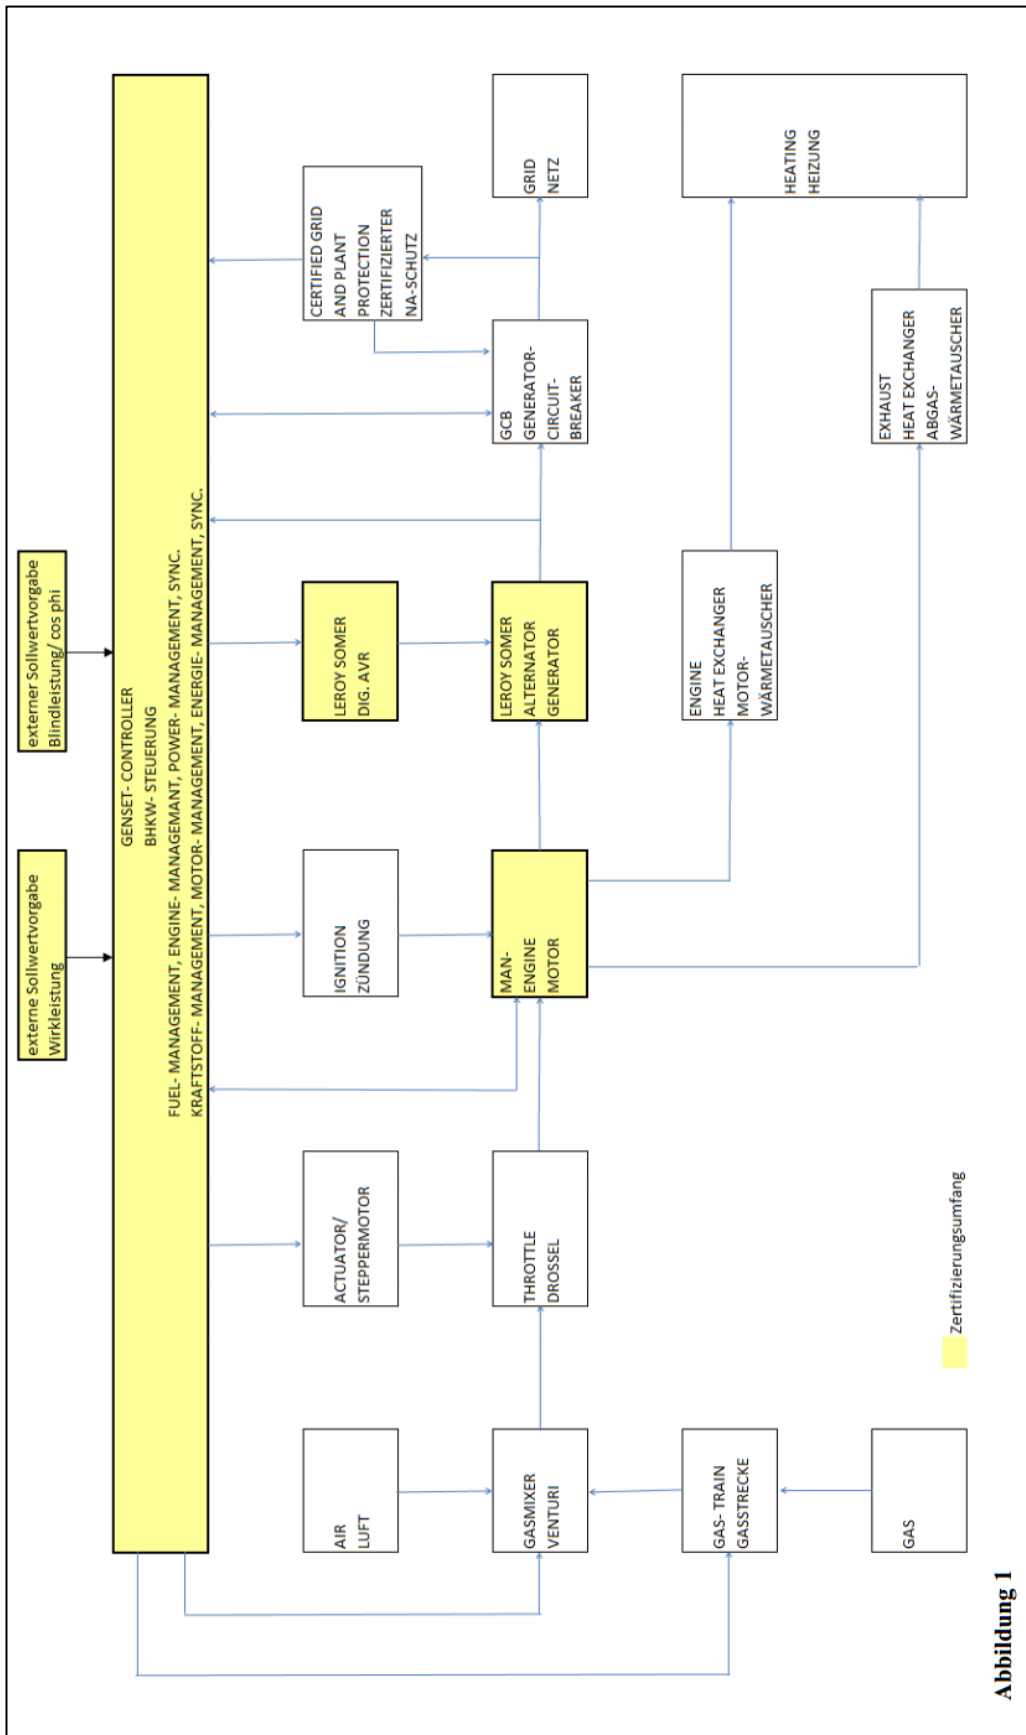 externe Sollwertvorgabe
Wirkleistung
externer Sollwertvorgabe
Blindleistung/ cos phi
GENSET- CONTROLLER
BHKW- STEUERUNG
FUEL- MANAGEMENT, ENGINE- MANAGEMANT, POWER- MANAGEMENT, SYNC.
KRAFTSTOFF- MANAGEMENT, MOTOR- MANAGEMENT, ENERGIE- MANAGEMENT, SYNC.
AIR
LUFT
ACTUATOR/
STEPPERMOTOR
IGNITION
ZÜNDUNG
LEROY SOMER
DIG. AVR
CERTIFIED GRID
AND PLANT
PROTECTION
ZERTIFIZIERTER
NA-SCHUTZ
GASMIXER
VENTURI
THROTTLE
DROSSEL
MAN-
ENGINE
MOTOR
LEROY SOMER
ALTERNATOR
GENERATOR
GCB
GENERATOR-
CIRCUIT-
BREAKER
GRID
NETZ
GAS- TRAIN
GASSTRECKE
ENGINE
HEAT EXCHANGER
MOTOR-
WÄRMETAUSCHER
HEATING
HEIZUNG
GAS
EXHAUST
HEAT EXCHANGER
ABGAS-
WÄRMETAUSCHER
Zertifizierungsumfang
Abbildung 1